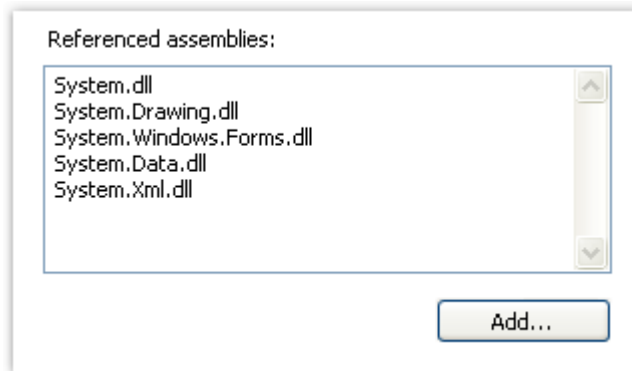 Referenced assemblies:
System.dll
System.Drawing.dll
System.Windows.Forms.dll
System.Data.dll
System.Xml.dll
Add...